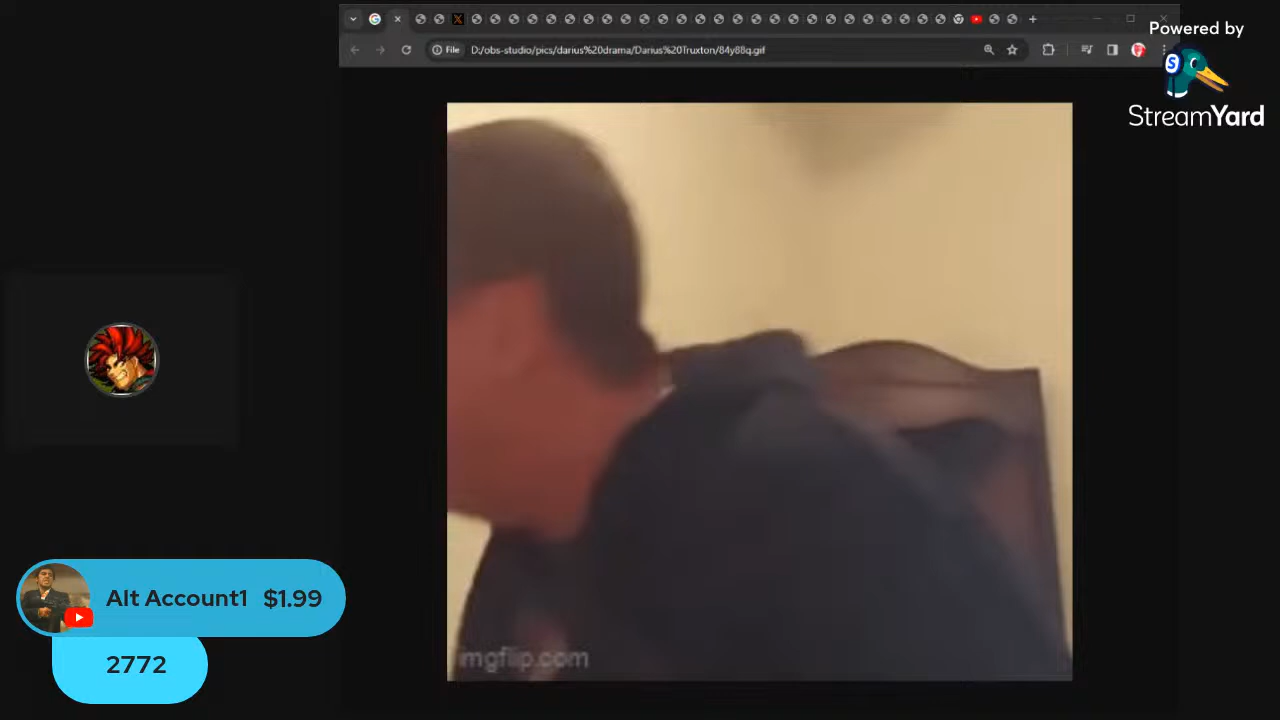 File D:/obs-studio/pics/darius%20drama/Darius%20Truxton/84y88q.gif
Powered by
S
StreamYard
Alt Account1 $1.99
2772
imgflip.com